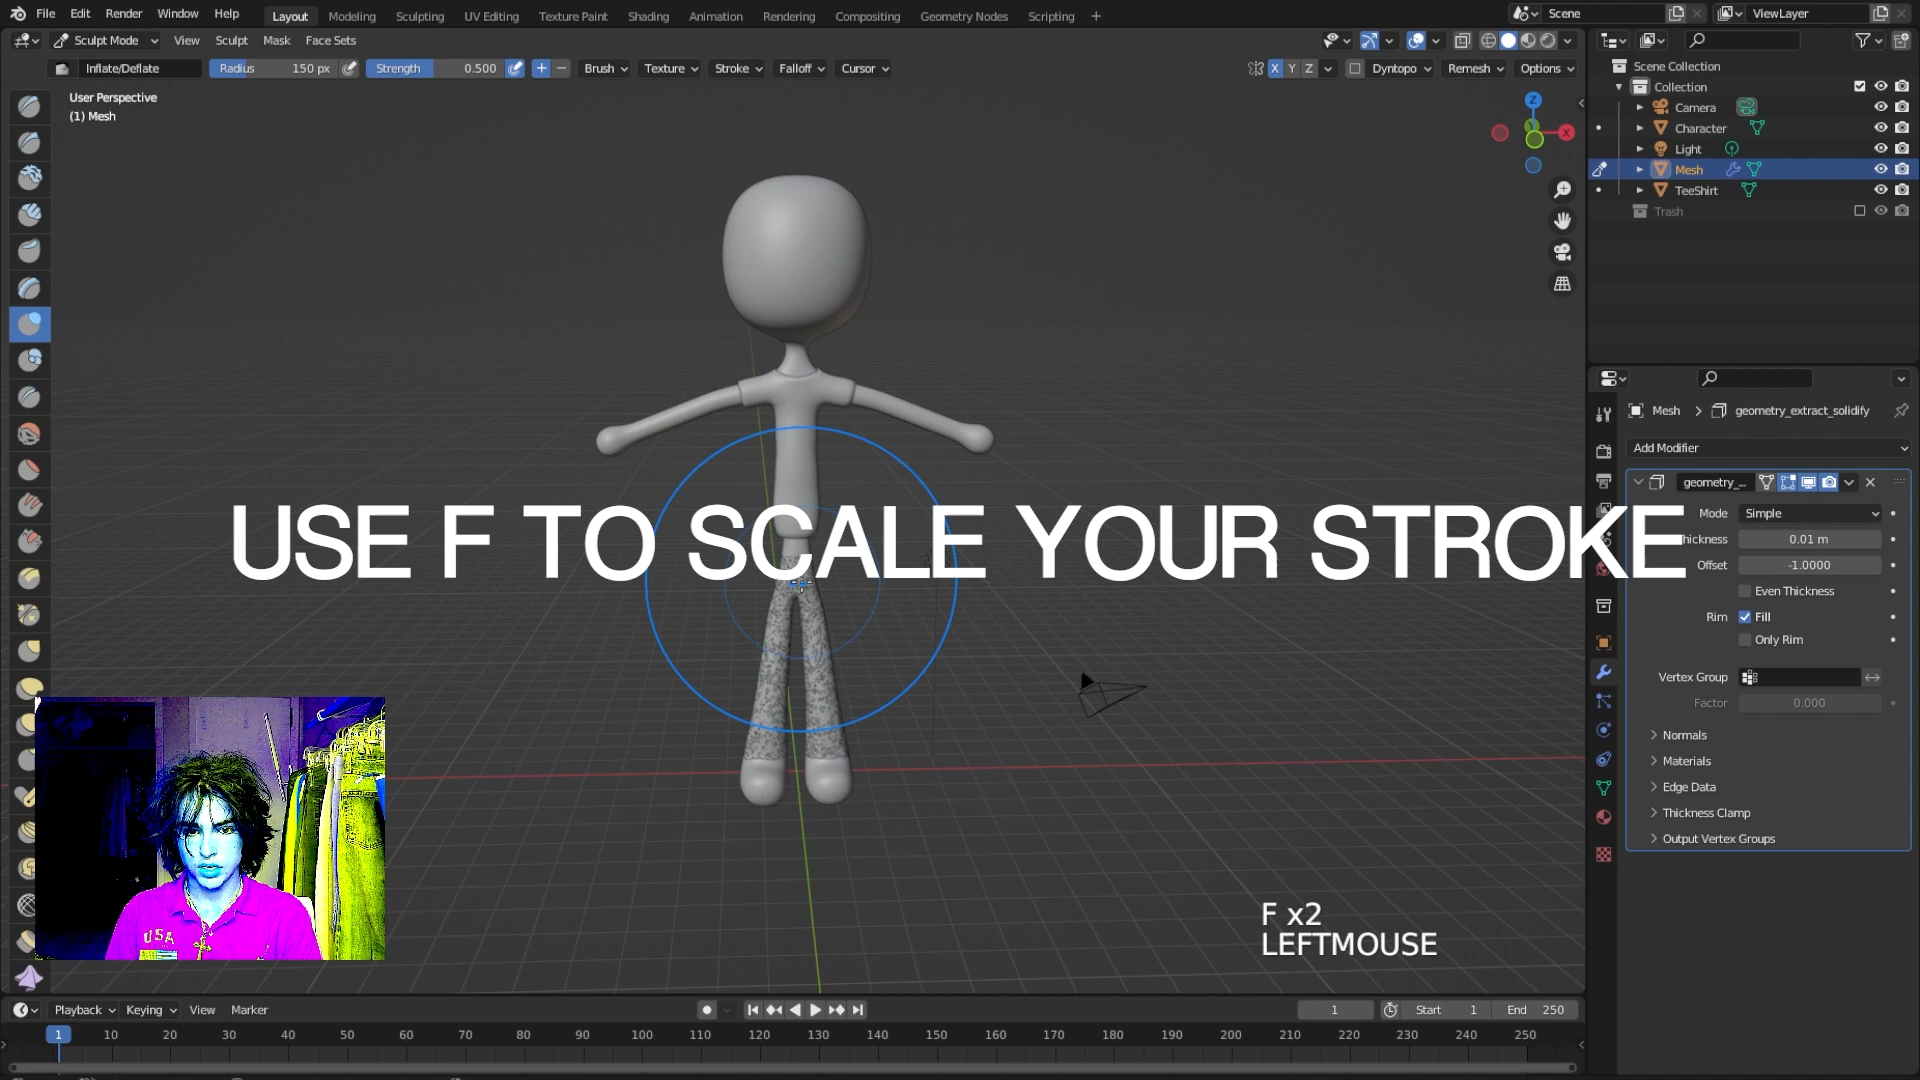 File Edit Render Window Help Layout Modeling Sculpting UV Editing Texture Paint Shading Animation Rendering Compositing Geometry Nodes Scripting + Scene ViewLayer
Sculpt Mode View Sculpt Mask Face Sets
Inflate/Deflate Radius 150 px Strength 0.500 Brush Texture Stroke Falloff Cursor X Y Z Dyntopo Remesh Options
User Perspective
(1) Mesh
Z
X
Scene Collection
Collection
Camera
Character
Light
Mesh
TeeShirt
Trash
Mesh > geometry_extract_solidify
Add Modifier
geometry_...
Mode Simple
hickness 0.01 m
Offset -1.0000
Even Thickness
Rim Fill
Only Rim
Vertex Group
Factor 0.000
Normals
Materials
Edge Data
Thickness Clamp
Output Vertex Groups
USE F TO SCALE YOUR STROKE
USA
F x2
LEFTMOUSE
Playback Keying View Marker 1 Start 1 End 250
1 10 20 30 40 50 60 70 80 90 100 110 120 130 140 150 160 170 180 190 200 210 220 230 240 250